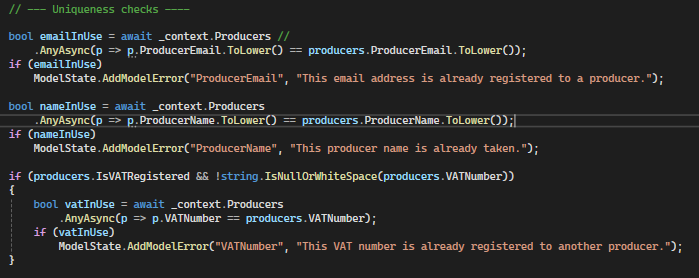 // --- Uniqueness checks ----
bool emailInUse = await _context.Producers //
.AnyAsync(p => p.ProducerEmail.ToLower() == producers.ProducerEmail.ToLower());
if (emailInUse)
ModelState.AddModelError("ProducerEmail", "This email address is already registered to a producer.");
bool nameInUse = await _context.Producers
.AnyAsync(p => p.ProducerName.ToLower() == producers.ProducerName.ToLower());
if (nameInUse)
ModelState.AddModelError("ProducerName", "This producer name is already taken.");
if (producers.IsVATRegistered && !string.IsNullOrWhiteSpace(producers.VATNumber))
{
bool vatInUse = await _context.Producers
.AnyAsync(p => p.VATNumber == producers.VATNumber);
if (vatInUse)
ModelState.AddModelError("VATNumber", "This VAT number is already registered to another producer.");
}